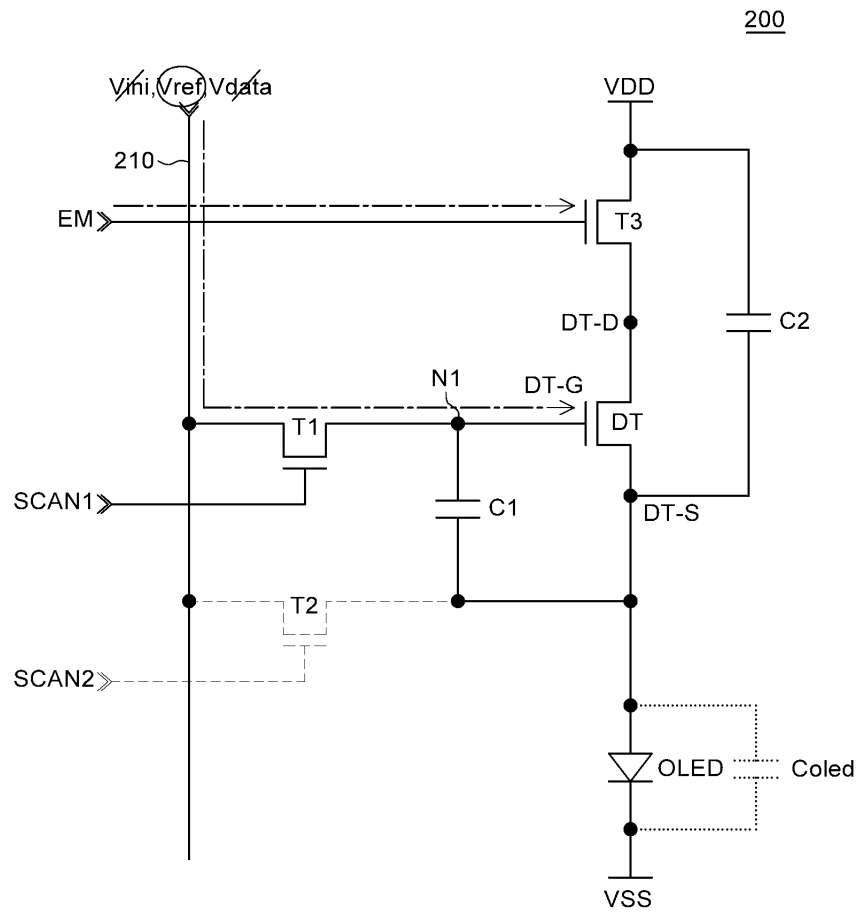 200
Vini,Vref,Vdata
VDD
210
EM
T3
DT-D
C2
N1
DT-G
T1
DT
SCAN1
C1
DT-S
T2
SCAN2
OLED
Coled
VSS